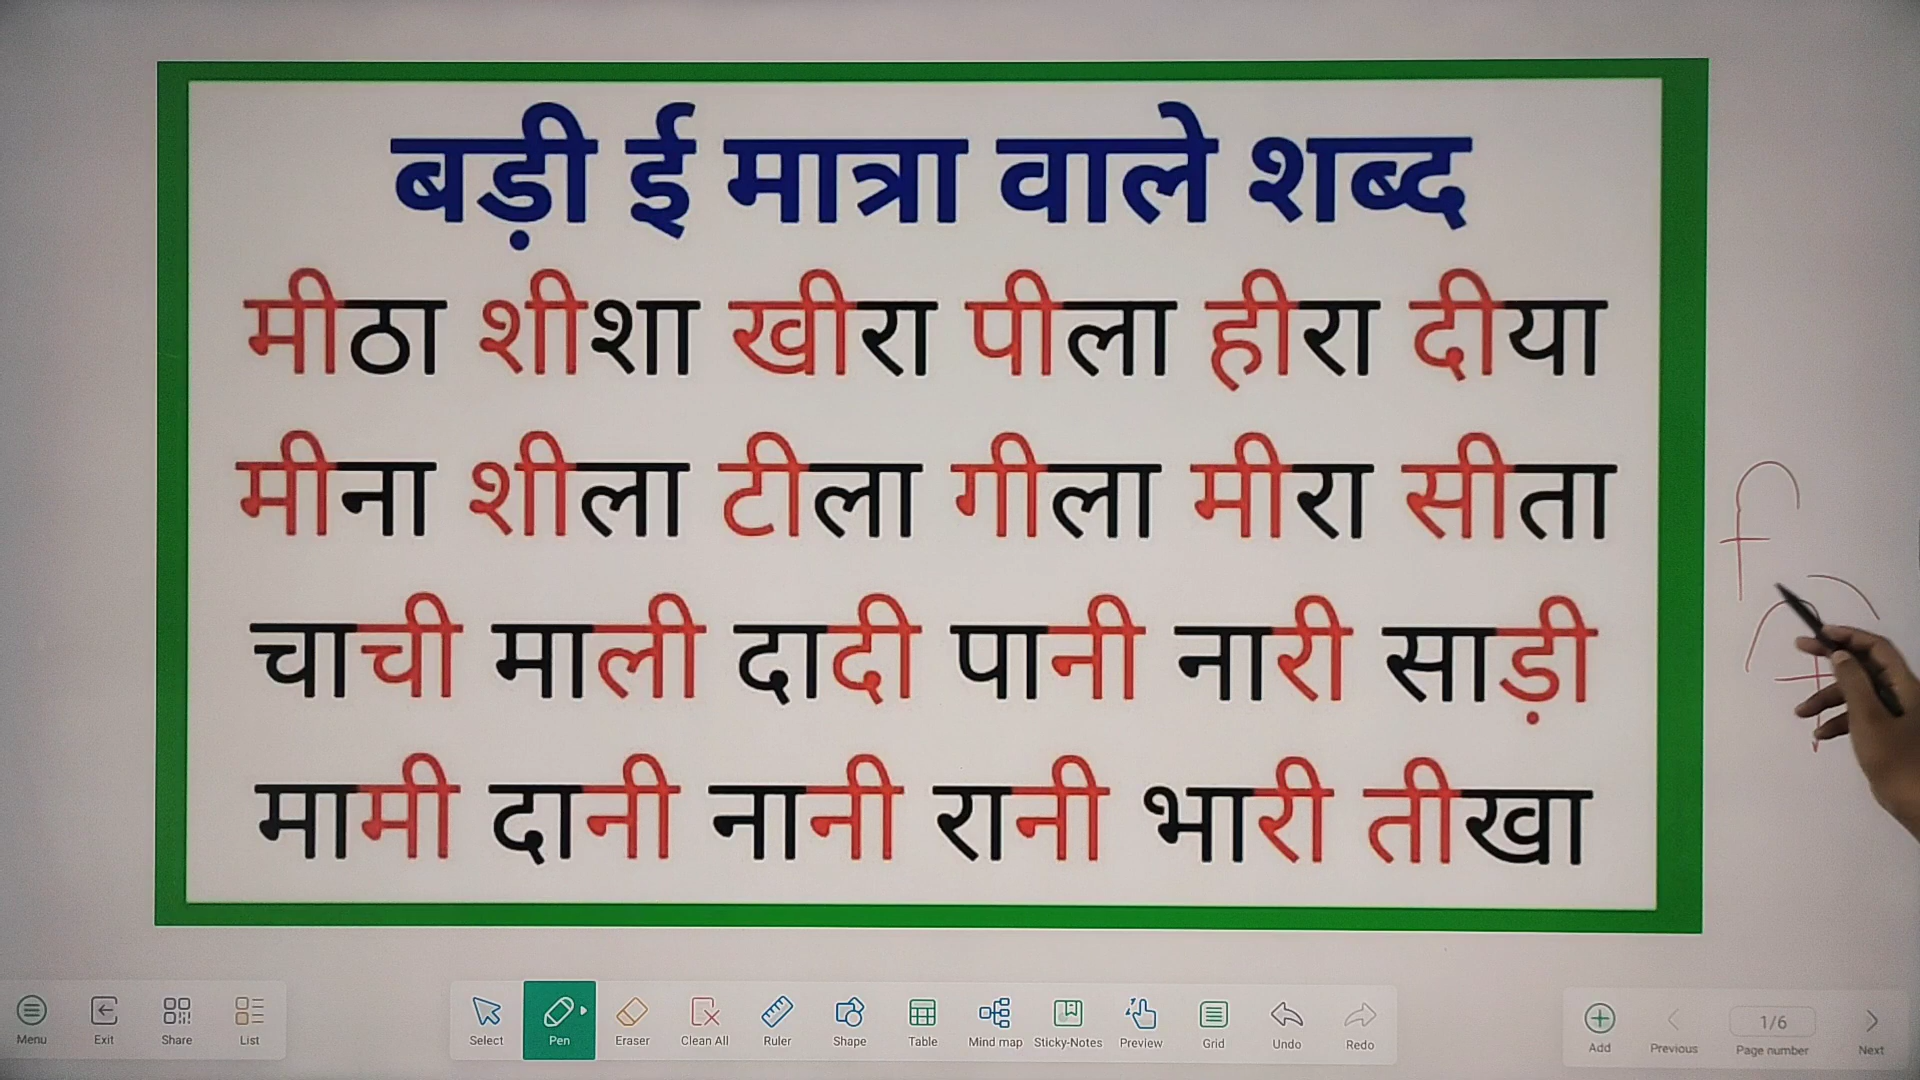 बड़ी ई मात्रा वाले शब्द
मीठा शीशा खीरा पीला हीरा दीया
मीना शीला टीला गीला मीरा सीता
चाची माली दादी पानी नारी साड़ी
मामी दानी नानी रानी भारी तीखा
Menu Exit Share List Select Pen Eraser Clean All Ruler Shape Table Mind map Sticky-Notes Preview Grid Undo Redo Add Previous 1/6 Page number Next